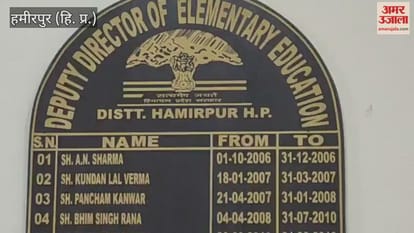 हमीरपुर (हि. प्र.)
अमर उजाला
amarujala.com
DEPUTY DIRECTOR OF ELEMENTARY EDUCATION
सत्यमेव जयते
हिमाचल प्रदेश सरकार
DISTT. HAMIRPUR H.P.
S.N. NAME FROM TO
01 SH. A.N. SHARMA 01-10-2006 31-12-2006
02 SH. KUNDAN LAL VERMA 18-01-2007 31-03-2007
03 SH. PANCHAM KANWAR 21-04-2007 31-01-2008
04 SH. BHIM SINGH RANA 04-04-2008 31-07-2010